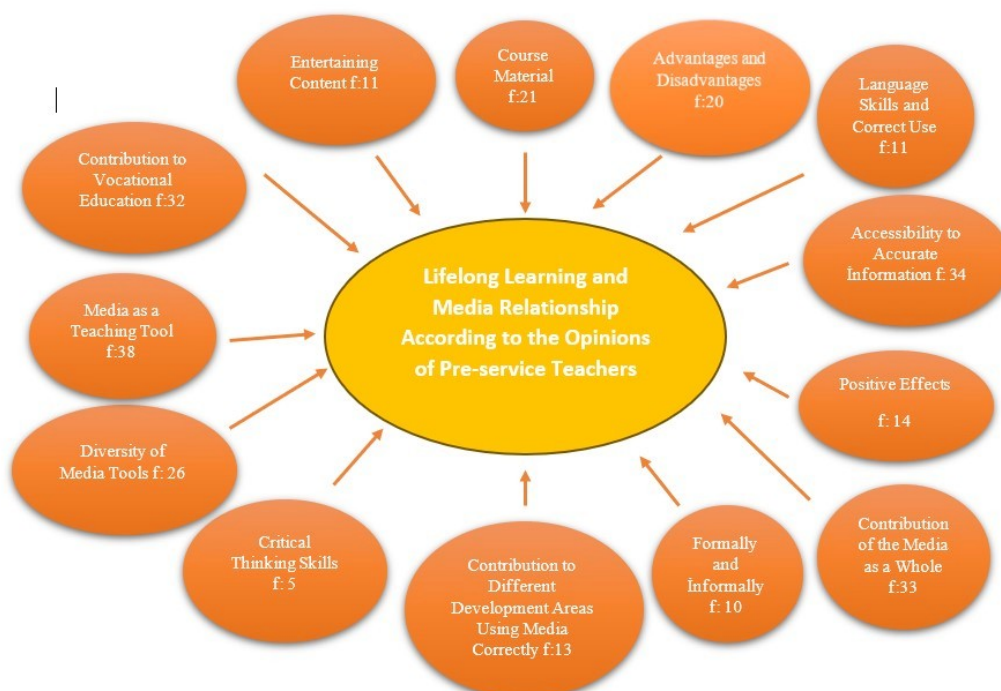 Entertaining
Content f:11
Course
Material
f:21
Advantages and
Disadvantages
f:20
Language
Skills and
Correct Use
f:11
Contribution to
Vocational
Education f:32
Accessibility to
Accurate
İnformation f: 34
Lifelong Learning and
Media Relationship
According to the Opinions
of Pre-service Teachers
Media as a
Teaching Tool
f:38
Positive Effects
f: 14
Diversity of
Media Tools f: 26
Critical
Thinking Skills
f: 5
Contribution to
Different
Development Areas
Using Media
Correctly f:13
Formally
and
İnformally
f: 10
Contribution
of the Media
as a Whole
f:33